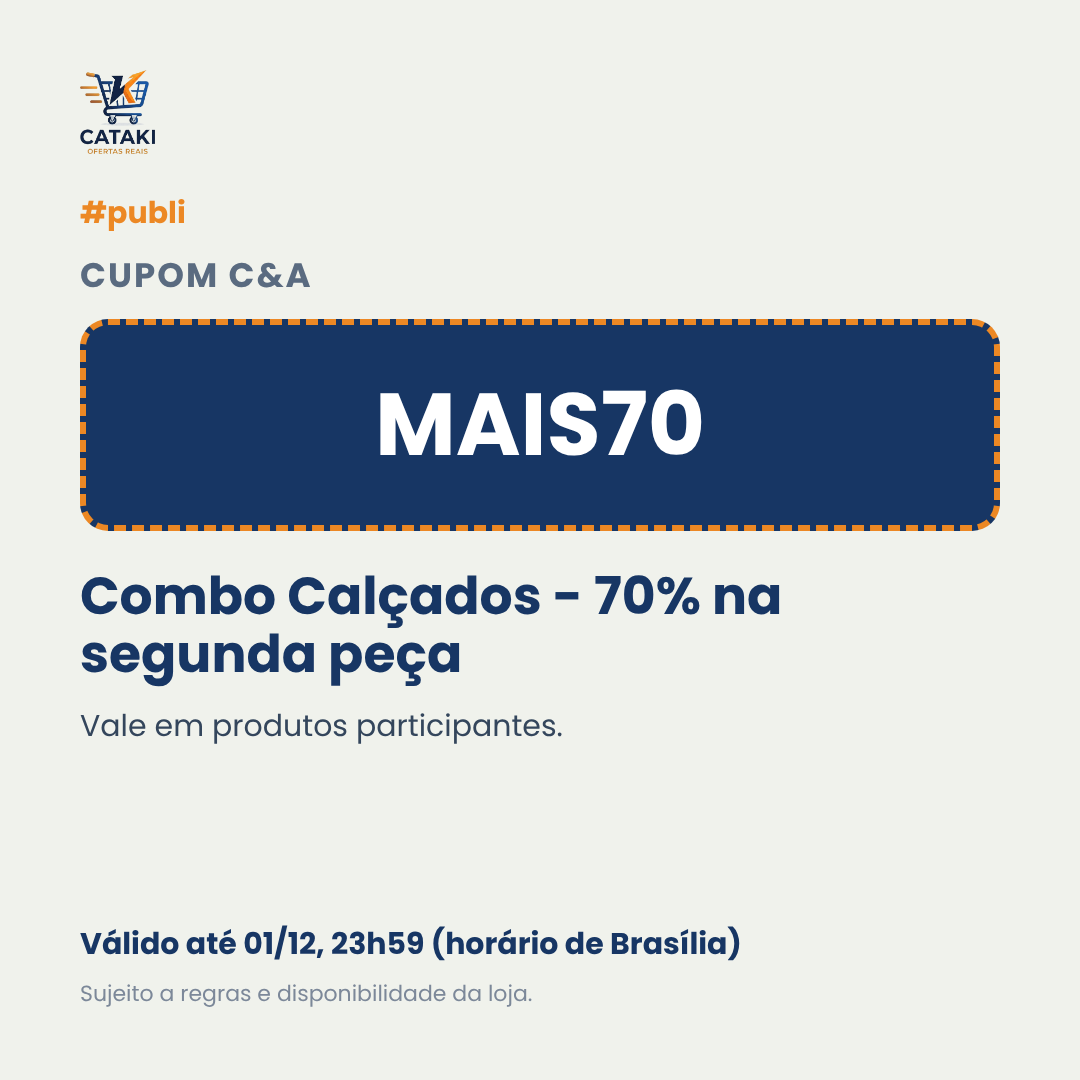 CATAKI
OFERTAS REAIS
#publi
CUPOM C&A
MAIS70
Combo Calçados - 70% na
segunda peça
Vale em produtos participantes.
Válido até 01/12, 23h59 (horário de Brasília)
Sujeito a regras e disponibilidade da loja.